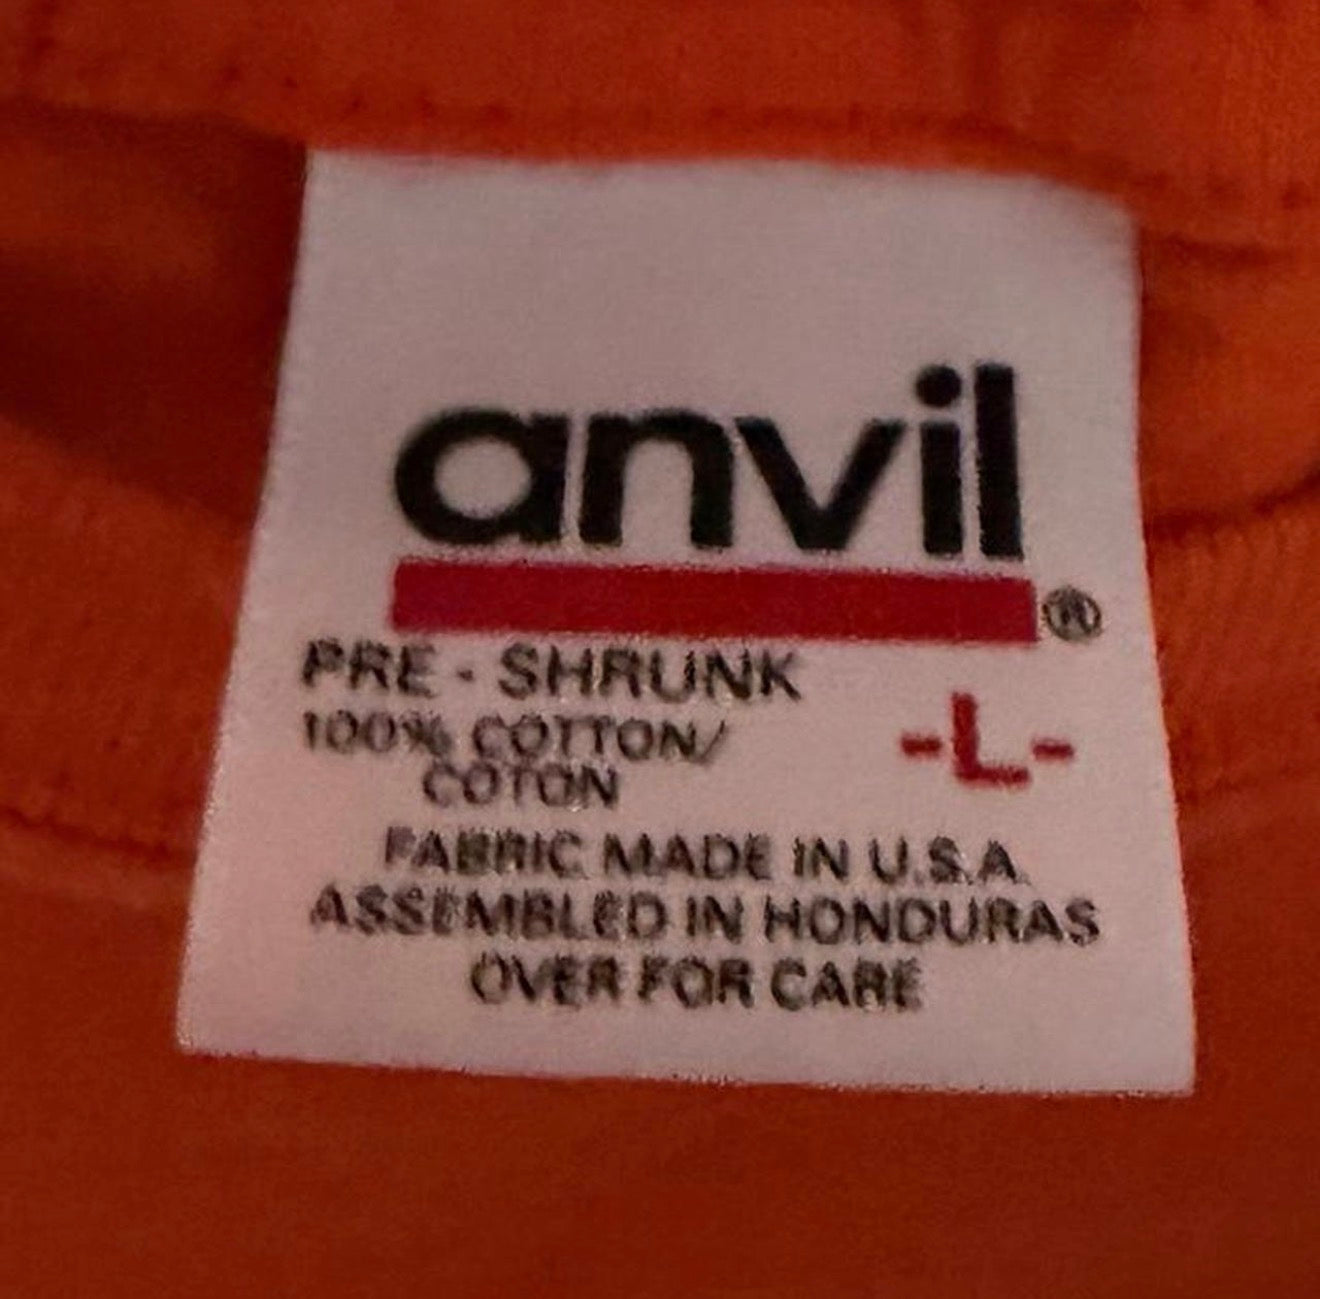 anvil®
PRE - SHRUNK
100% COTTON/
COTON
-L-
FABRIC MADE IN U.S.A.
ASSEMBLED IN HONDURAS
OVER FOR CARE